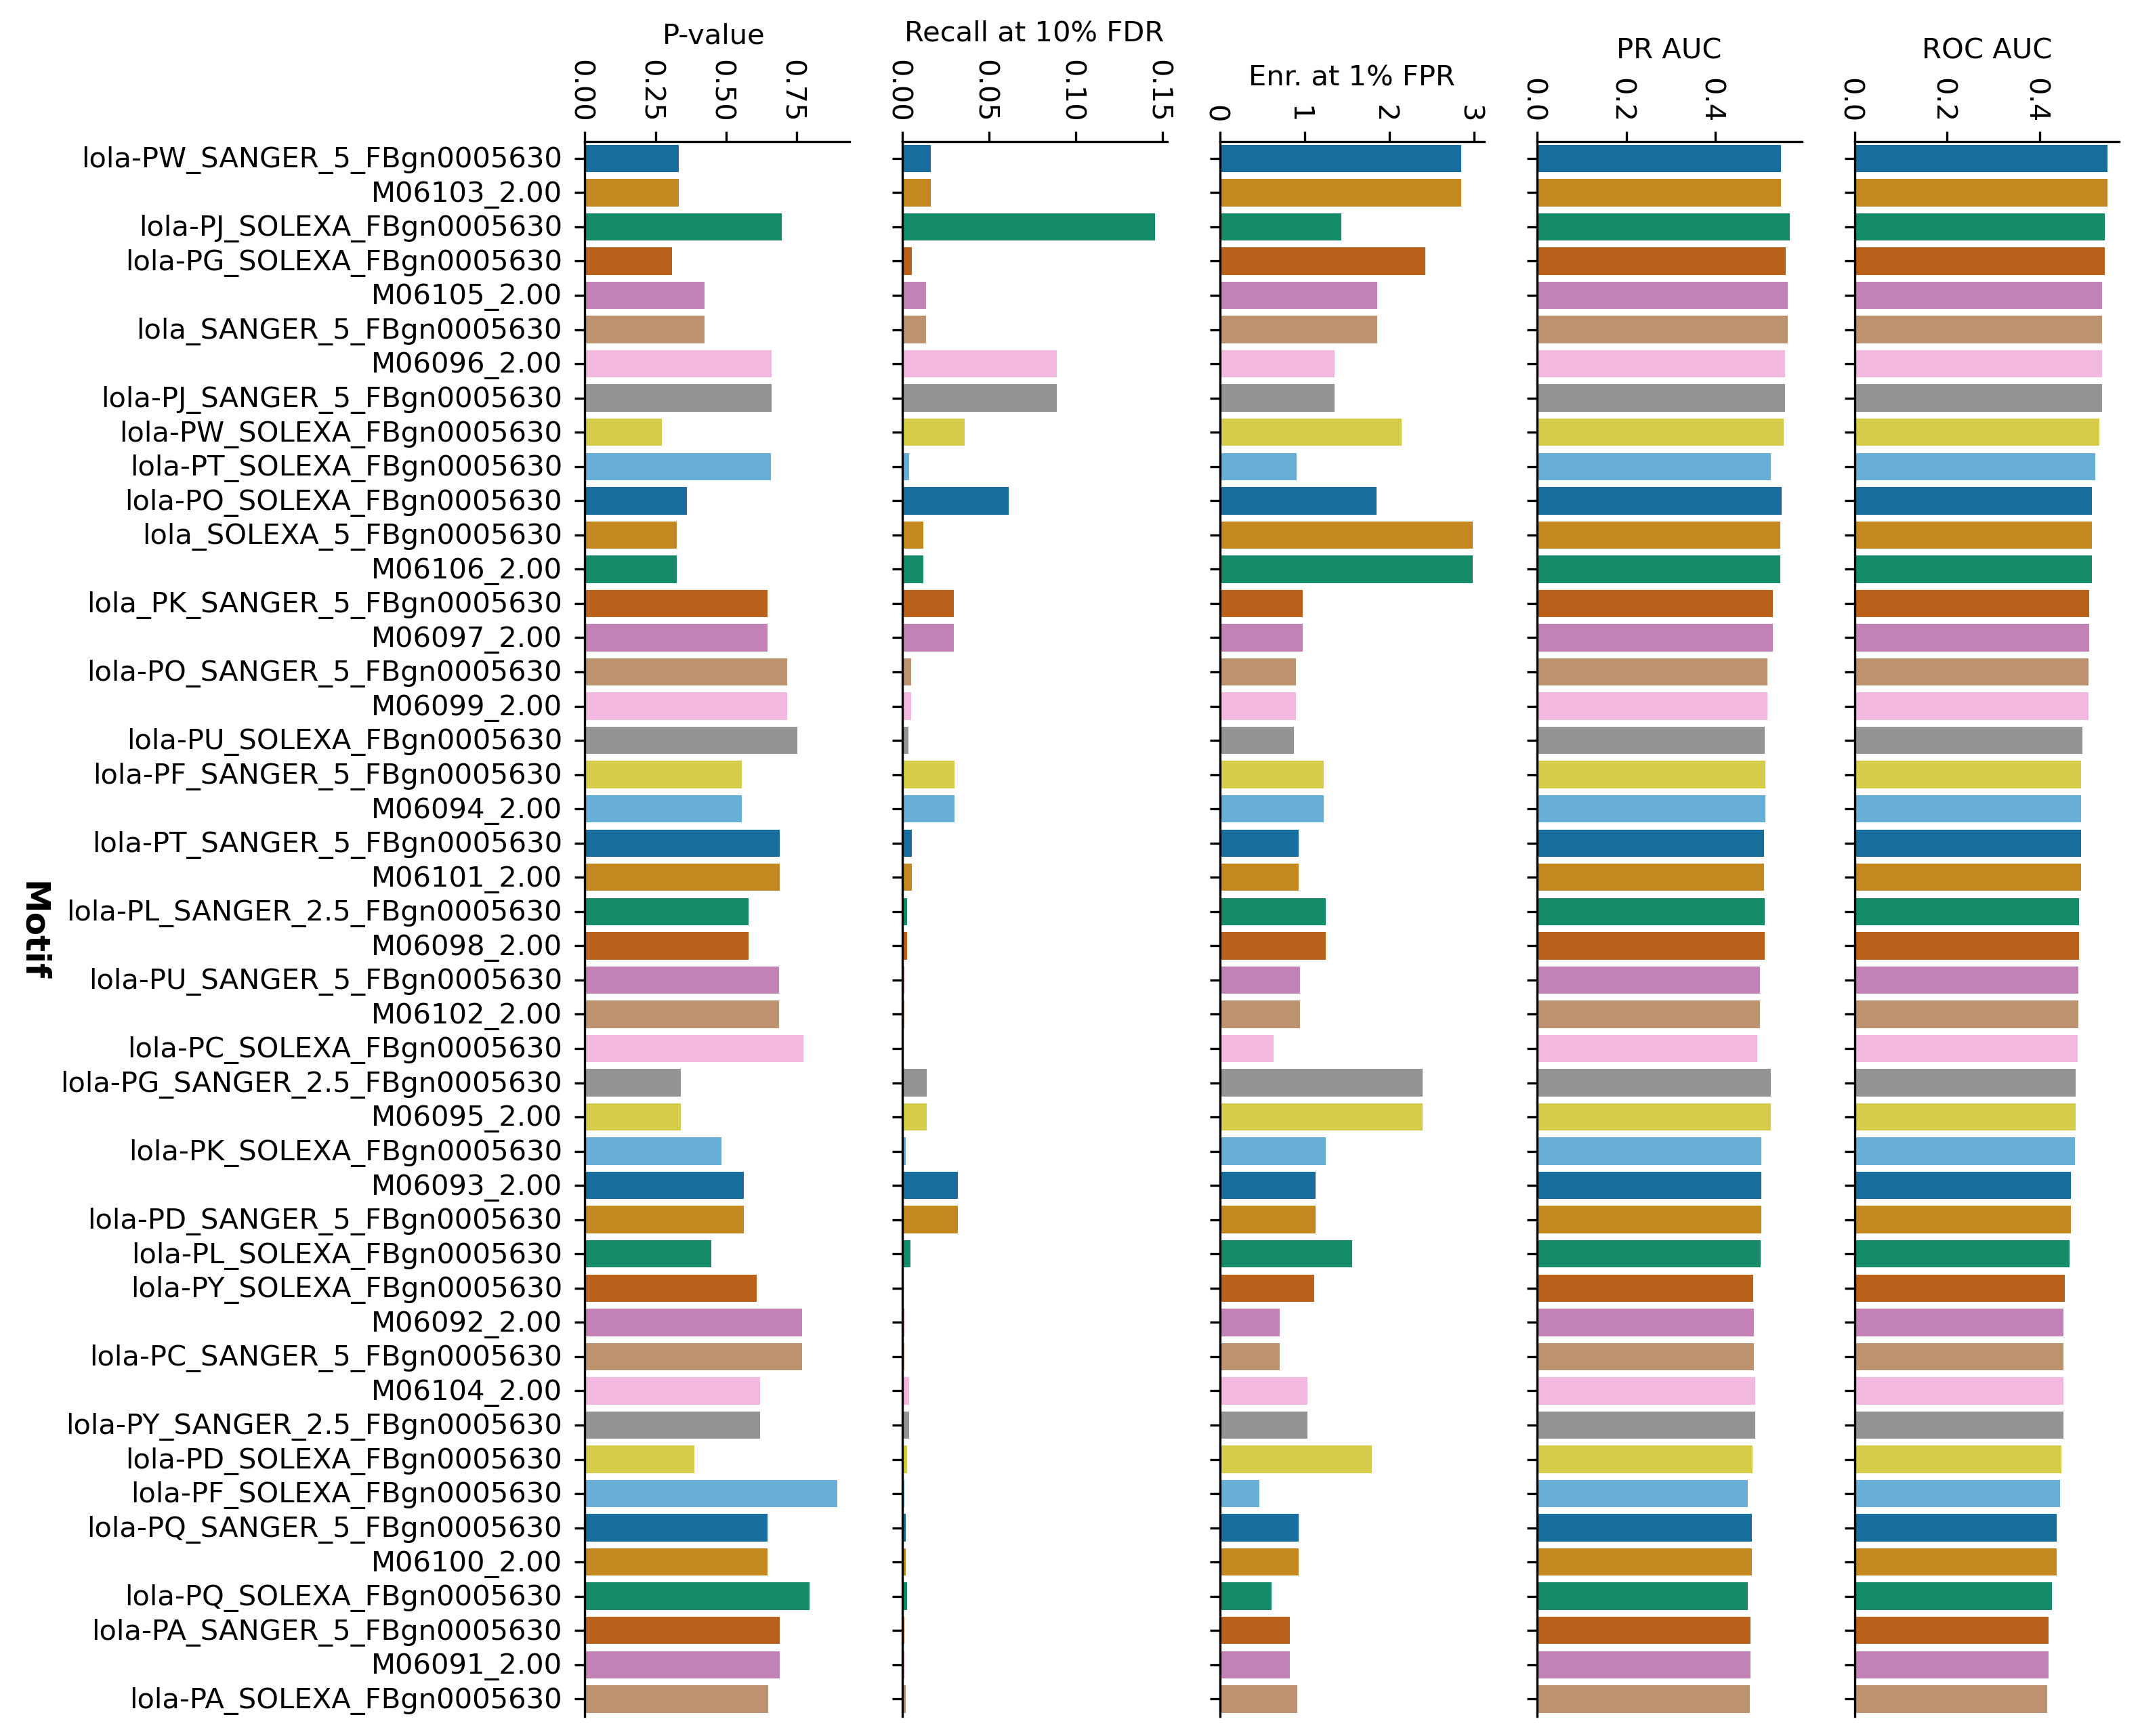 P-value
Recall at 10% FDR
Enr. at 1% FPR
PR AUC
ROC AUC
0.00 0.25 0.50 0.75
0.00 0.05 0.10 0.15
0 1 2 3
0.0 0.2 0.4
0.0 0.2 0.4
lola-PW_SANGER_5_FBgn0005630
M06103_2.00
lola-PJ_SOLEXA_FBgn0005630
lola-PG_SOLEXA_FBgn0005630
M06105_2.00
lola_SANGER_5_FBgn0005630
M06096_2.00
lola-PJ_SANGER_5_FBgn0005630
lola-PW_SOLEXA_FBgn0005630
lola-PT_SOLEXA_FBgn0005630
lola-PO_SOLEXA_FBgn0005630
lola_SOLEXA_5_FBgn0005630
M06106_2.00
lola_PK_SANGER_5_FBgn0005630
M06097_2.00
lola-PO_SANGER_5_FBgn0005630
M06099_2.00
lola-PU_SOLEXA_FBgn0005630
lola-PF_SANGER_5_FBgn0005630
M06094_2.00
lola-PT_SANGER_5_FBgn0005630
M06101_2.00
lola-PL_SANGER_2.5_FBgn0005630
M06098_2.00
lola-PU_SANGER_5_FBgn0005630
M06102_2.00
lola-PC_SOLEXA_FBgn0005630
lola-PG_SANGER_2.5_FBgn0005630
M06095_2.00
lola-PK_SOLEXA_FBgn0005630
M06093_2.00
lola-PD_SANGER_5_FBgn0005630
lola-PL_SOLEXA_FBgn0005630
lola-PY_SOLEXA_FBgn0005630
M06092_2.00
lola-PC_SANGER_5_FBgn0005630
M06104_2.00
lola-PY_SANGER_2.5_FBgn0005630
lola-PD_SOLEXA_FBgn0005630
lola-PF_SOLEXA_FBgn0005630
lola-PQ_SANGER_5_FBgn0005630
M06100_2.00
lola-PQ_SOLEXA_FBgn0005630
lola-PA_SANGER_5_FBgn0005630
M06091_2.00
lola-PA_SOLEXA_FBgn0005630
Motif